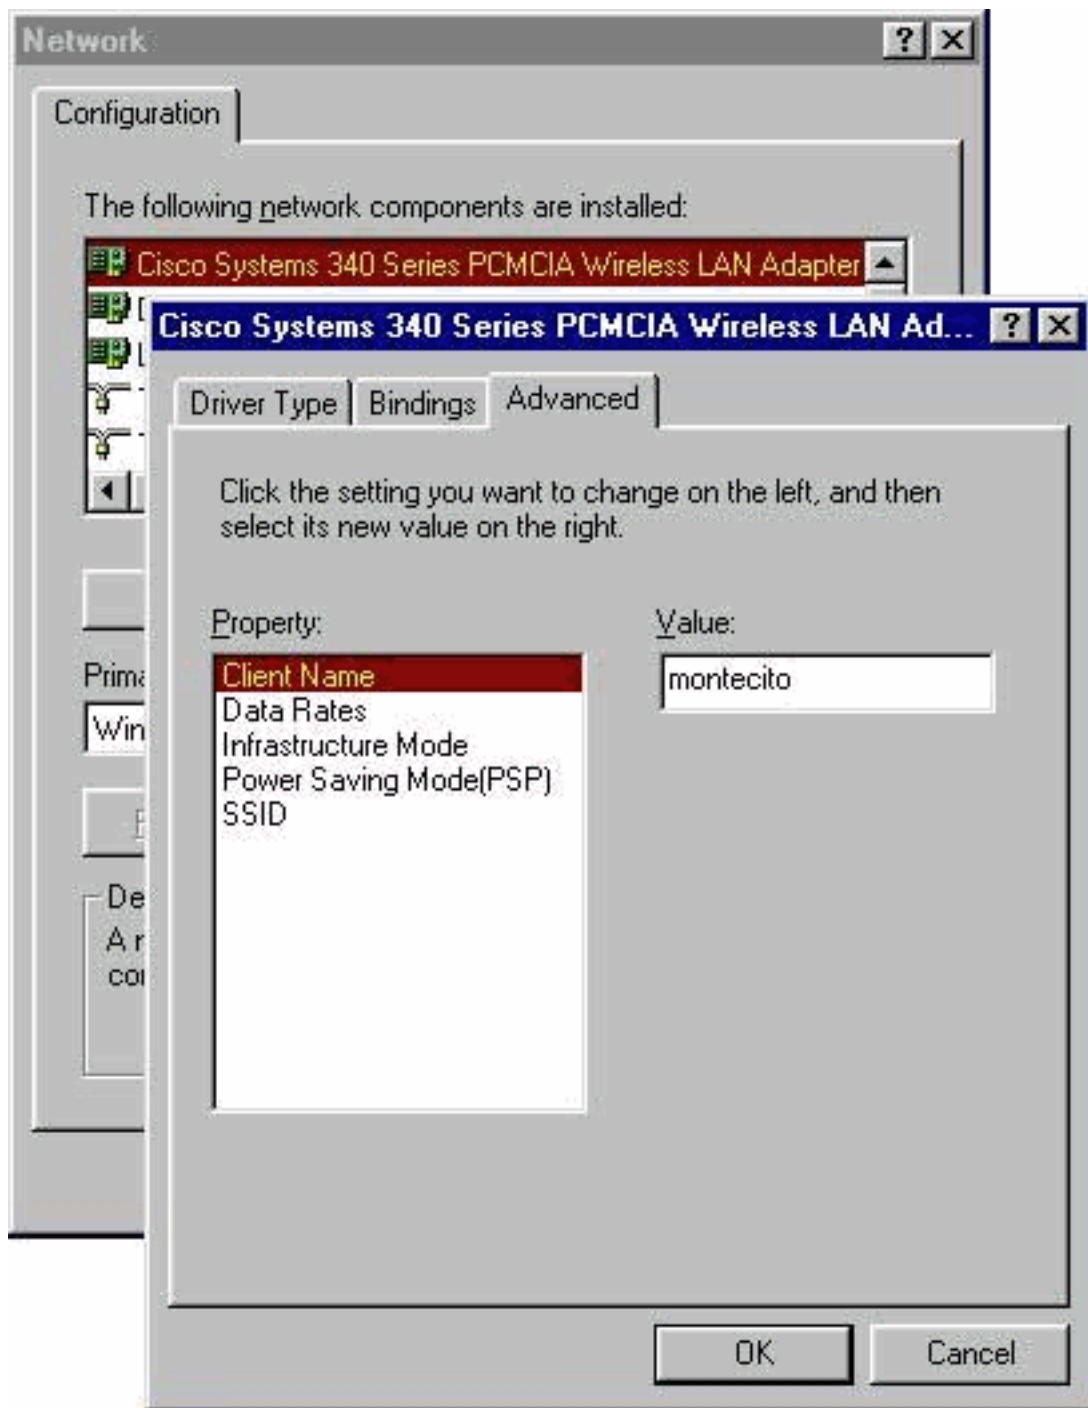 Network
Configuration
The following network components are installed:
Cisco Systems 340 Series PCMCIA Wireless LAN Adapter
Cisco Systems 340 Series PCMCIA Wireless LAN Ad...
Driver Type
Bindings
Advanced
Click the setting you want to change on the left, and then
select its new value on the right.
Property:
Value:
Client Name
montecito
Data Rates
Infrastructure Mode
Power Saving Mode(PSP)
SSID
OK
Cancel